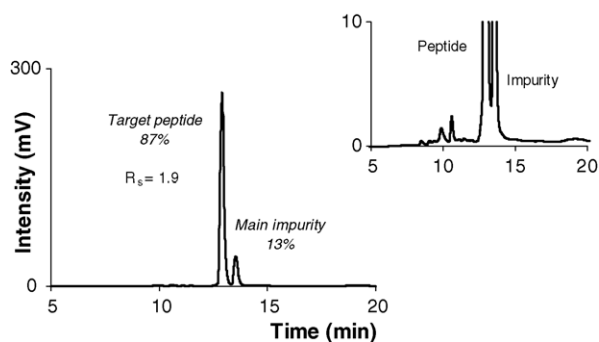 10
Peptide
Impurity
0
5
10
15
20
300
Target peptide
87%
Rs= 1.9
Main impurity
13%
0
5
10
15
20
Intensity (mV)
Time (min)